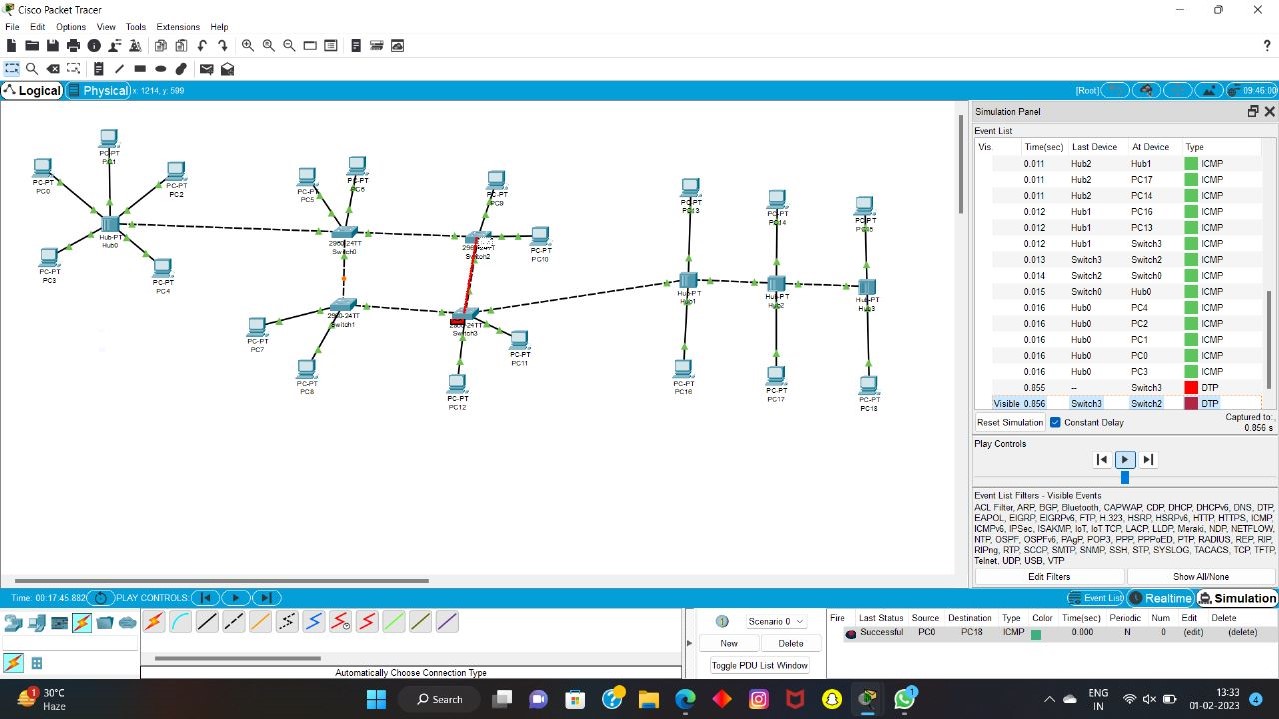 Cisco Packet Tracer
File Edit Options View Tools Extensions Help
?
Logical Physical x: 1214, y: 599
[Root] 09:46:00
PC-PT
PC1
PC-PT
PC0
PC-PT
PC2
Hub-PT
Hub0
PC-PT
PC3
PC-PT
PC4
PC-PT
PC5
PC-PT
PC6
2960-24TT
Switch0
PC-PT
PC9
2960-24TT
Switch2
PC-PT
PC10
2960-24TT
Switch1
PC-PT
PC7
PC-PT
PC8
2960-24TT
Switch3
PC-PT
PC11
PC-PT
PC12
PC-PT
PC13
PC-PT
PC14
PC-PT
PC15
Hub-PT
Hub1
Hub-PT
Hub2
Hub-PT
Hub3
PC-PT
PC16
PC-PT
PC17
PC-PT
PC18
Simulation Panel
Event List
Vis. Time(sec) Last Device At Device Type
0.011 Hub2 Hub1 ICMP
0.011 Hub2 PC17 ICMP
0.011 Hub2 PC14 ICMP
0.012 Hub1 PC16 ICMP
0.012 Hub1 PC13 ICMP
0.012 Hub1 Switch3 ICMP
0.013 Switch3 Switch2 ICMP
0.014 Switch2 Switch0 ICMP
0.015 Switch0 Hub0 ICMP
0.016 Hub0 PC4 ICMP
0.016 Hub0 PC2 ICMP
0.016 Hub0 PC1 ICMP
0.016 Hub0 PC0 ICMP
0.016 Hub0 PC3 ICMP
0.855 -- Switch3 DTP
Visible 0.856 Switch3 Switch2 DTP
Reset Simulation Constant Delay Captured to:
0.856 s
Play Controls
Event List Filters - Visible Events
ACL Filter, ARP, BGP, Bluetooth, CAPWAP, CDP, DHCP, DHCPv6, DNS, DTP,
EAPOL, EIGRP, EIGRPv6, FTP, H.323, HSRP, HSRPv6, HTTP, HTTPS, ICMP,
ICMPv6, IPSec, ISAKMP, IoT, IoT TCP, LACP, LLDP, Meraki, NDP, NETFLOW,
NTP, OSPF, OSPFv6, PAgP, POP3, PPP, PPPoED, PTP, RADIUS, REP, RIP,
RIPng, RTP, SCCP, SMTP, SNMP, SSH, STP, SYSLOG, TACACS, TCP, TFTP,
Telnet, UDP, USB, VTP
Edit Filters Show All/None
Time: 00:17:45.882 PLAY CONTROLS: Event List Realtime Simulation
Automatically Choose Connection Type
Scenario 0
New Delete
Toggle PDU List Window
Fire Last Status Source Destination Type Color Time(sec) Periodic Num Edit Delete
Successful PC0 PC18 ICMP 0.000 N 0 (edit) (delete)
1
30°C
Haze
Search
1
ENG
IN
13:33
01-02-2023
4